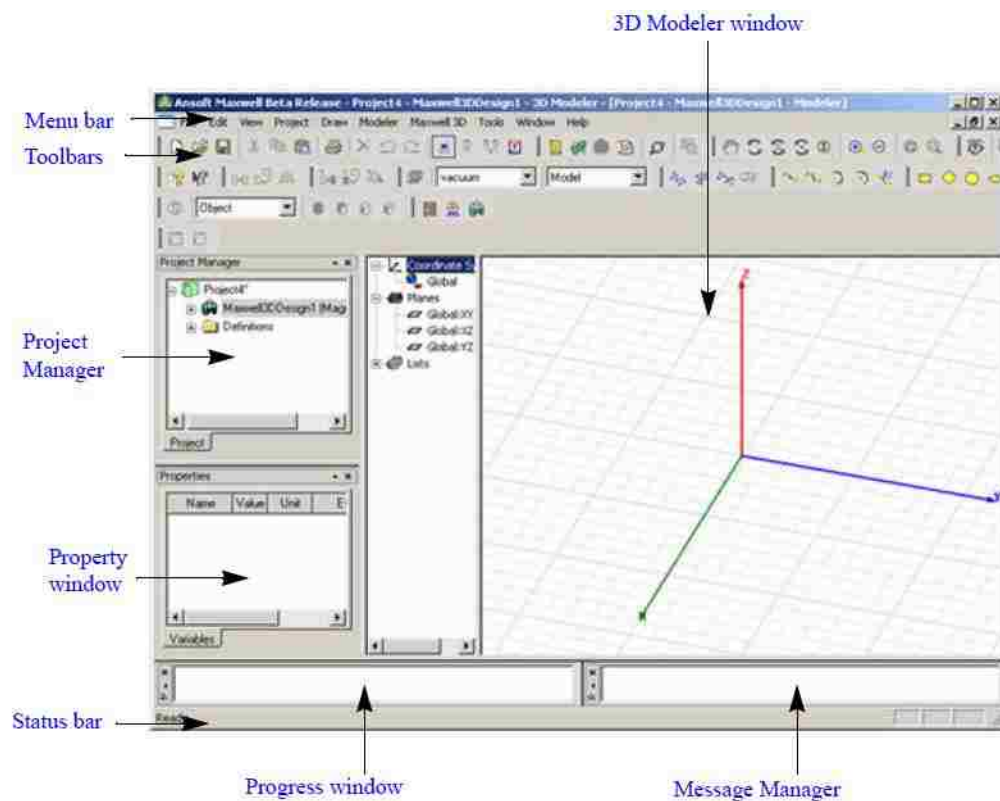 3D Modeler window
Ansoft Maxwell Beta Release - Project4 - Maxwell3DDesign1 - 3D Modeler - [Project4 - Maxwell3DDesign1 - Modeler]
Menu bar
Edit View Project Draw Modeler Maxwell 3D Tools Window Help
Toolbars
vacuum Model
Object
Project Manager
Coordinate
Global
Project4*
Planes
Maxwell3DDesign1 [Mag
Global:XY
Definitions
Global:XZ
Global:YZ
Lists
Z
Project
Manager
Project
Properties
Name Value Unit E
Property
window
Variables
Status bar
Progress window
Message Manager